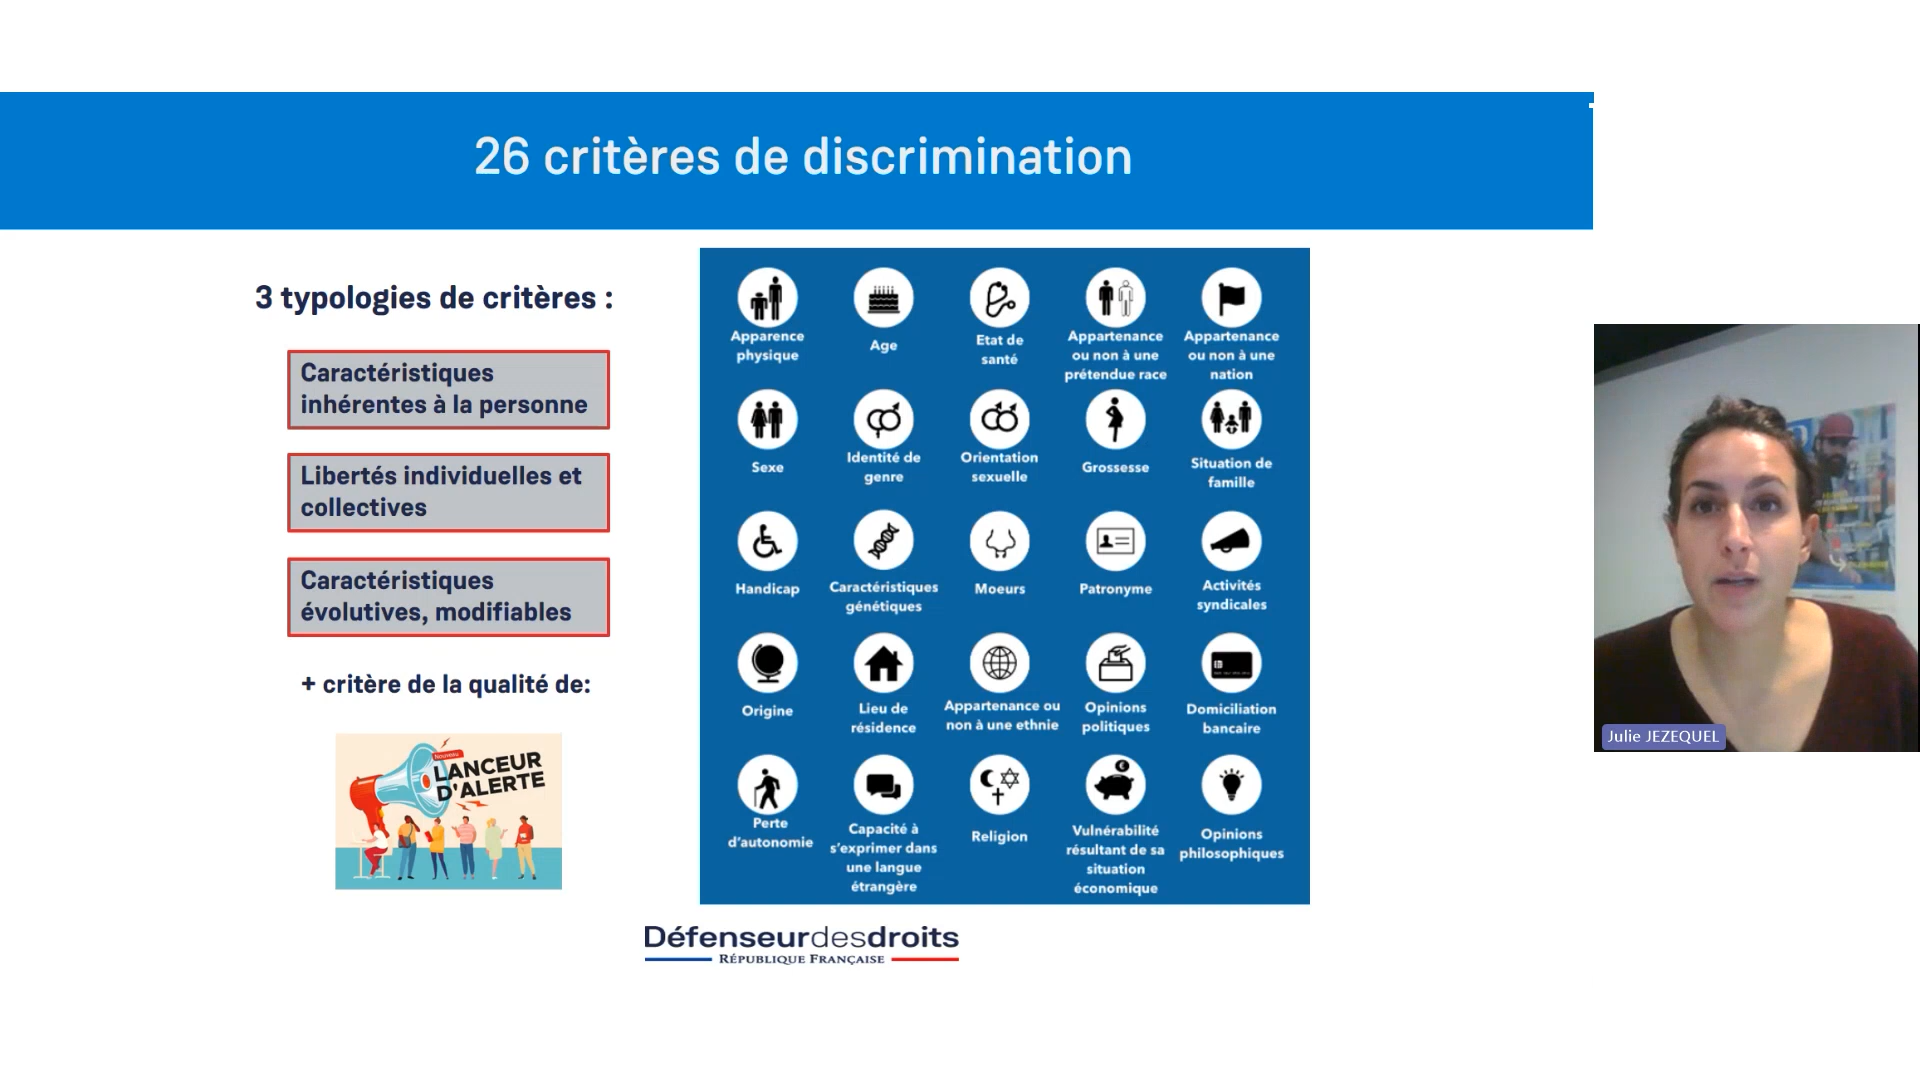 26 critères de discrimination
3 typologies de critères :
Caractéristiques
inhérentes à la personne
Libertés individuelles et
collectives
Caractéristiques
évolutives, modifiables
+ critère de la qualité de:
Nouveau
LANCEUR
D'ALERTE
Apparence
physique
Age
Etat de
santé
Appartenance
ou non à une
prétendue race
Appartenance
ou non à une
nation
Sexe
Identité de
genre
Orientation
sexuelle
Grossesse
Situation de
famille
Handicap
Caractéristiques
génétiques
Moeurs
Patronyme
Activités
syndicales
Origine
Lieu de
résidence
Appartenance ou
non à une ethnie
Opinions
politiques
Domiciliation
bancaire
Perte
d'autonomie
Capacité à
s'exprimer dans
une langue
étrangère
Religion
Vulnérabilité
résultant de sa
situation
économique
Opinions
philosophiques
Défenseurdesdroits
RÉPUBLIQUE FRANÇAISE
Julie JEZEQUEL